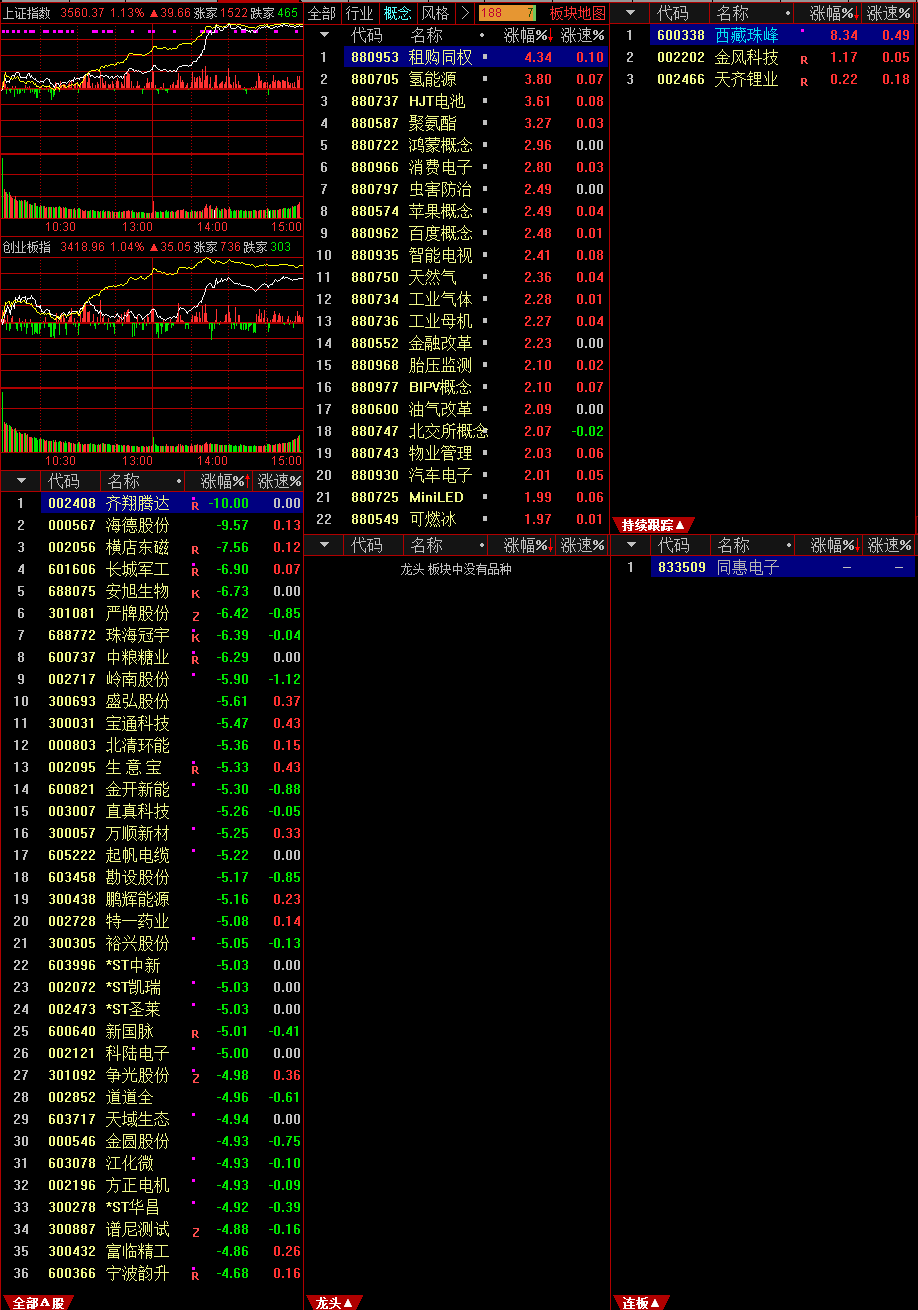 上证指数 3560.37 1.13% ▲39.66 涨家1522 跌家465
10:30 13:00 14:00 15:00
创业板指 3418.96 1.04% ▲35.05 涨家736 跌家303
10:30 13:00 14:00 15:00
代码 名称 涨幅%↑ 涨速%
1 002408 齐翔腾达 R -10.00 0.00
2 000567 海德股份 -9.57 0.13
3 002056 横店东磁 R -7.56 0.12
4 601606 长城军工 R -6.90 0.07
5 688075 安旭生物 K -6.73 0.00
6 301081 严牌股份 Z -6.42 -0.85
7 688772 珠海冠宇 K -6.39 -0.04
8 600737 中粮糖业 R -6.29 0.00
9 002717 岭南股份 -5.90 -1.12
10 300693 盛弘股份 -5.61 0.37
11 300031 宝通科技 -5.47 0.43
12 000803 北清环能 -5.36 0.15
13 002095 生 意 宝 R -5.33 0.43
14 600821 金开新能 -5.30 -0.88
15 003007 直真科技 -5.26 -0.05
16 300057 万顺新材 -5.25 0.33
17 605222 起帆电缆 -5.22 0.00
18 603458 勘设股份 -5.17 -0.85
19 300438 鹏辉能源 -5.16 0.23
20 002728 特一药业 -5.08 0.14
21 300305 裕兴股份 -5.05 -0.13
22 603996 *ST中新 -5.03 0.00
23 002072 *ST凯瑞 -5.03 0.00
24 002473 *ST圣莱 -5.03 0.00
25 600640 新国脉 R -5.01 -0.41
26 002121 科陆电子 -5.00 0.00
27 301092 争光股份 Z -4.98 0.36
28 002852 道道全 -4.96 -0.61
29 603717 天域生态 -4.94 0.00
30 000546 金圆股份 -4.93 -0.75
31 603078 江化微 -4.93 -0.10
32 002196 方正电机 -4.93 -0.09
33 300278 *ST华昌 -4.92 -0.39
34 300887 谱尼测试 Z -4.88 -0.16
35 300432 富临精工 -4.86 0.26
36 600366 宁波韵升 R -4.68 0.16
全部A股
全部 行业 概念 风格 188 7 板块地图
代码 名称 涨幅%↓ 涨速%
1 880953 租购同权 4.34 0.10
2 880705 氢能源 3.80 0.07
3 880737 HJT电池 3.61 0.08
4 880587 聚氨酯 3.27 0.03
5 880722 鸿蒙概念 2.96 0.00
6 880966 消费电子 2.80 0.03
7 880797 虫害防治 2.49 0.00
8 880574 苹果概念 2.49 0.04
9 880962 百度概念 2.48 0.01
10 880935 智能电视 2.41 0.08
11 880750 天然气 2.36 0.04
12 880734 工业气体 2.28 0.01
13 880736 工业母机 2.27 0.04
14 880552 金融改革 2.23 0.00
15 880968 胎压监测 2.10 0.02
16 880977 BIPV概念 2.10 0.07
17 880600 油气改革 2.09 0.00
18 880747 北交所概念 2.07 -0.02
19 880743 物业管理 2.03 0.06
20 880930 汽车电子 2.01 0.05
21 880725 MiniLED 1.99 0.06
22 880549 可燃冰 1.97 0.01
代码 名称 涨幅%↓ 涨速%
龙头 板块中没有品种
龙头▲
代码 名称 涨幅%↓ 涨速%
1 600338 西藏珠峰 8.34 0.49
2 002202 金风科技 R 1.17 0.05
3 002466 天齐锂业 R 0.22 0.18
持续跟踪▲
代码 名称 涨幅%↓ 涨速%
1 833509 同惠电子 – –
连板▲